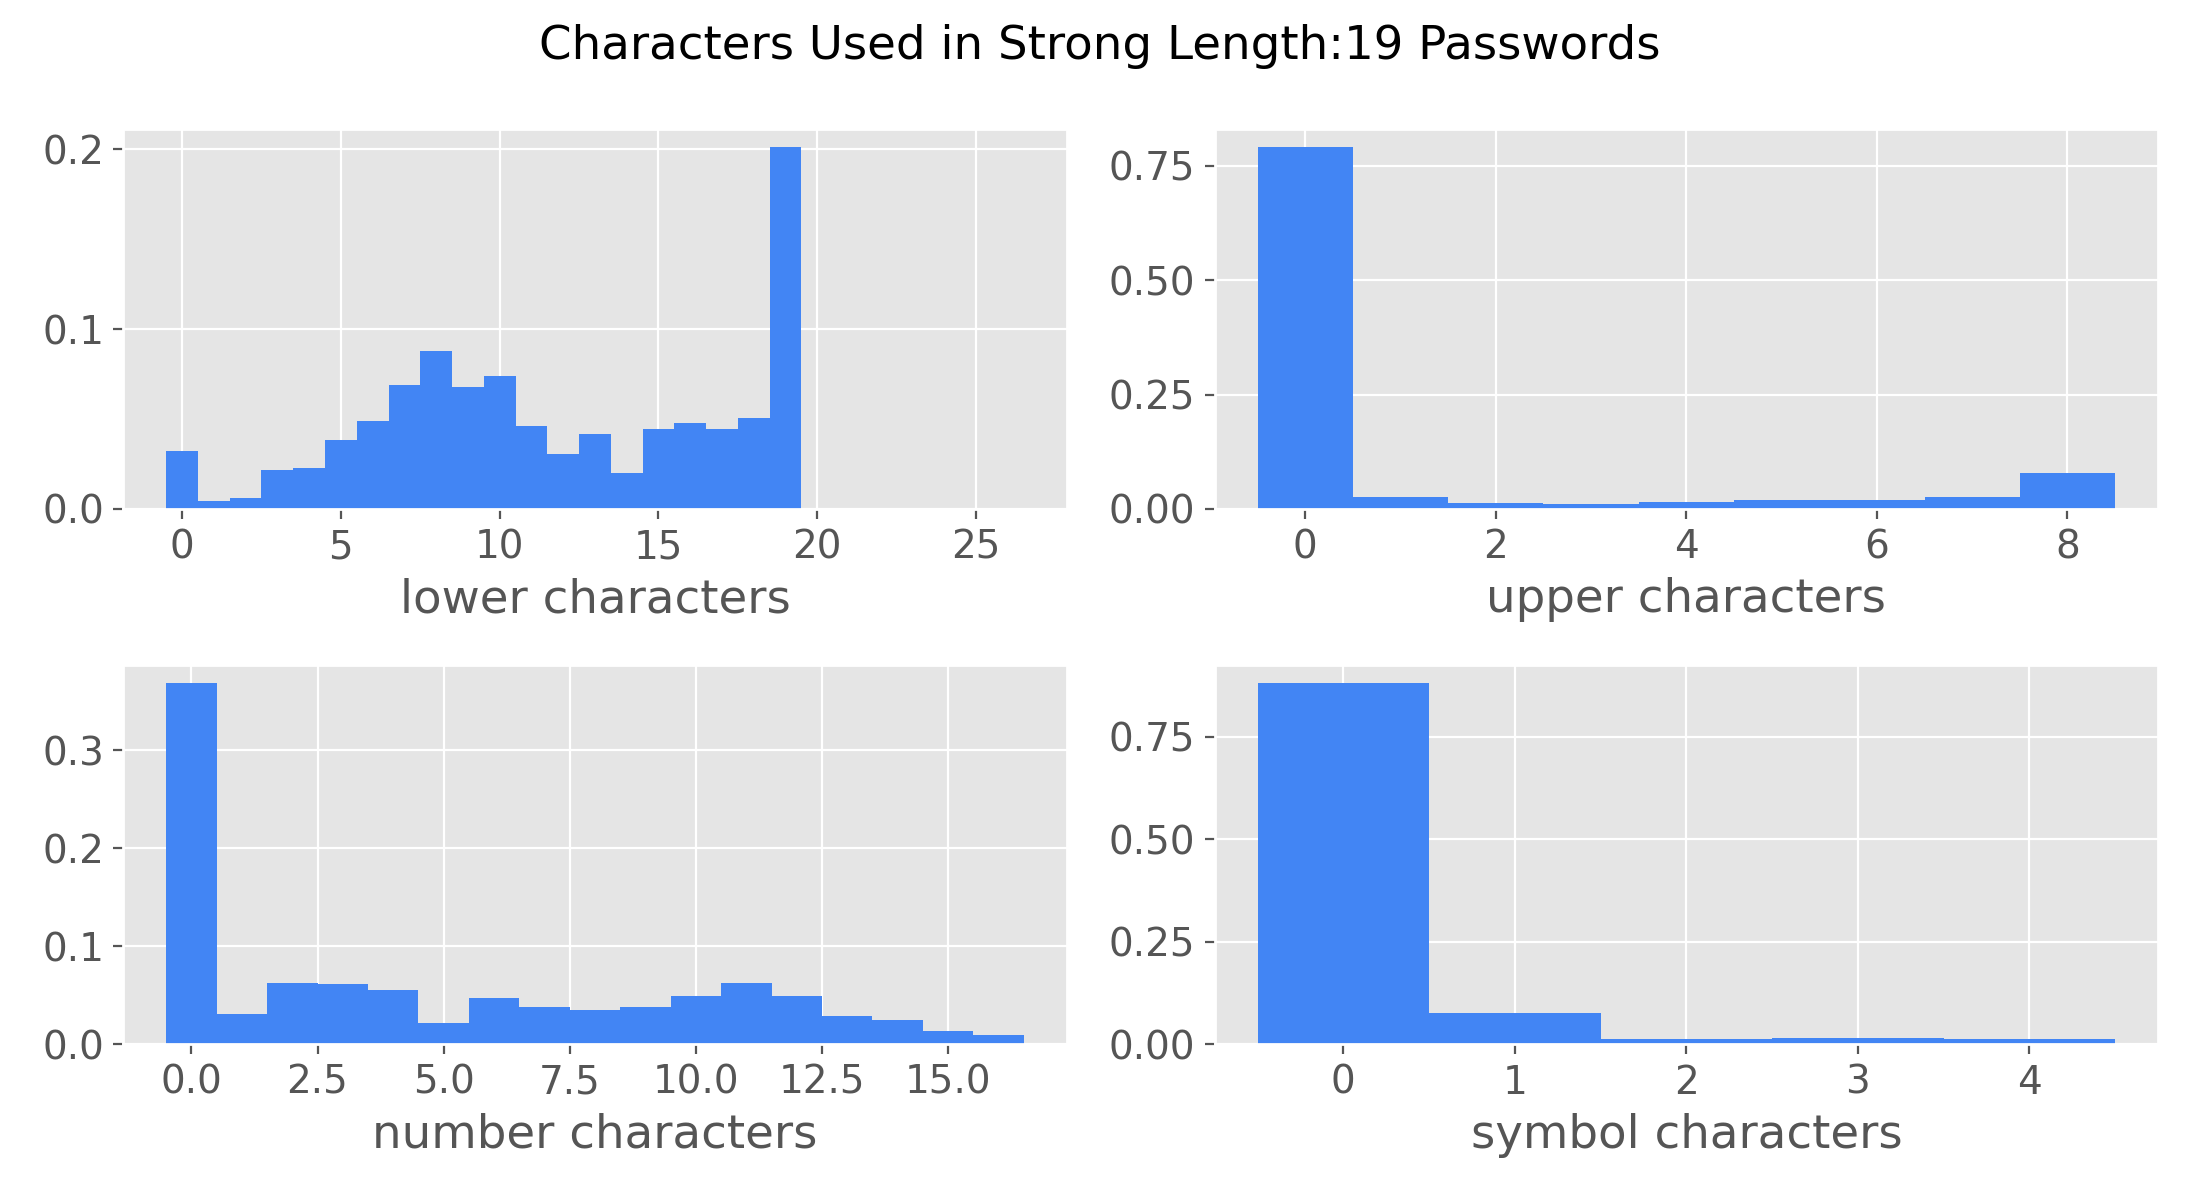 Characters Used in Strong Length:19 Passwords
0.2
0.1
0.0
0 5 10 15 20 25
lower characters
0.75
0.50
0.25
0.00
0 2 4 6 8
upper characters
0.3
0.2
0.1
0.0
0.0 2.5 5.0 7.5 10.0 12.5 15.0
number characters
0.75
0.50
0.25
0.00
0 1 2 3 4
symbol characters